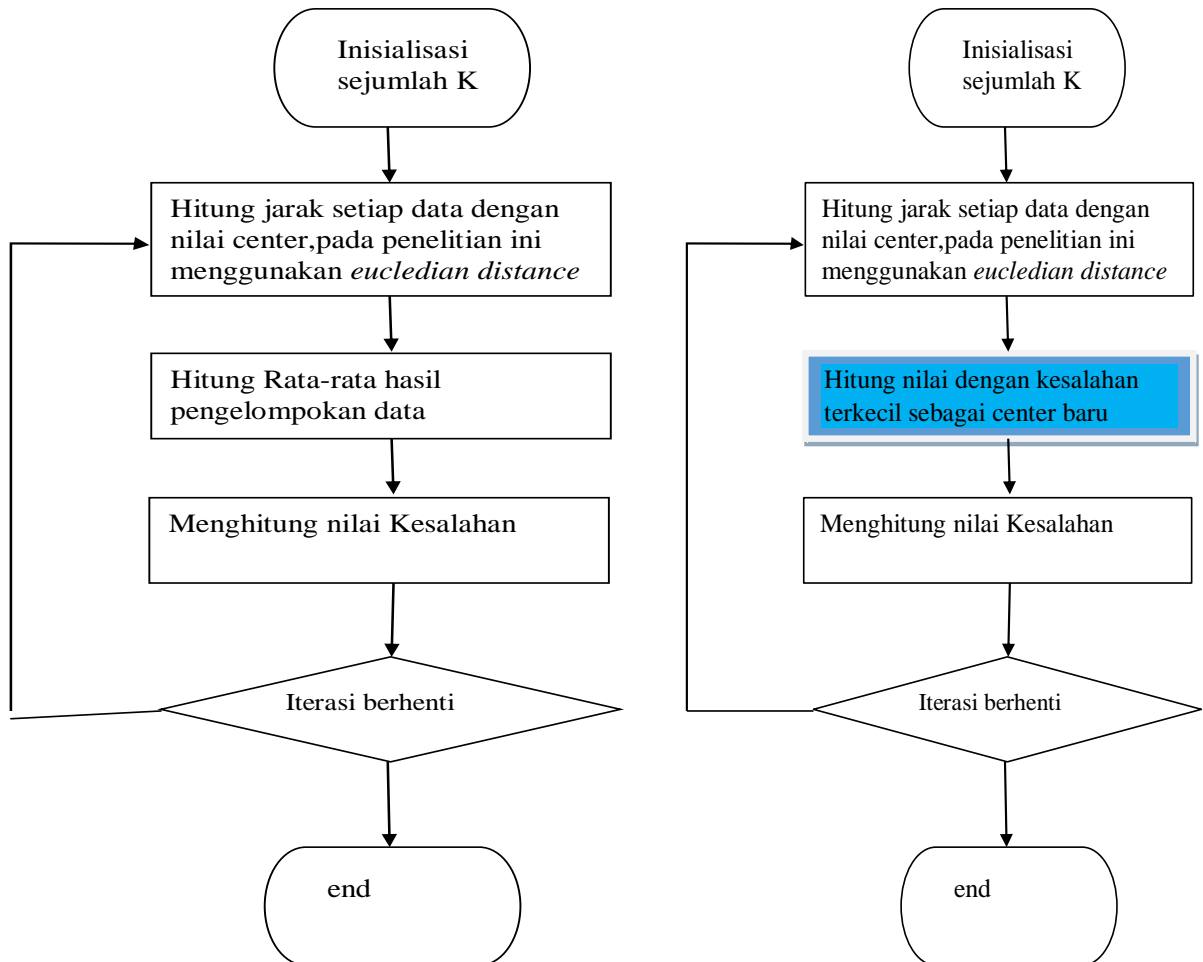 Inisialisasi
sejumlah K
Hitung jarak setiap data dengan
nilai center,pada penelitian ini
menggunakan eucledian distance
Hitung Rata-rata hasil
pengelompokan data
Menghitung nilai Kesalahan
Iterasi berhenti
end
Inisialisasi
sejumlah K
Hitung jarak setiap data dengan
nilai center,pada penelitian ini
menggunakan eucledian distance
Hitung nilai dengan kesalahan
terkecil sebagai center baru
Menghitung nilai Kesalahan
Iterasi berhenti
end